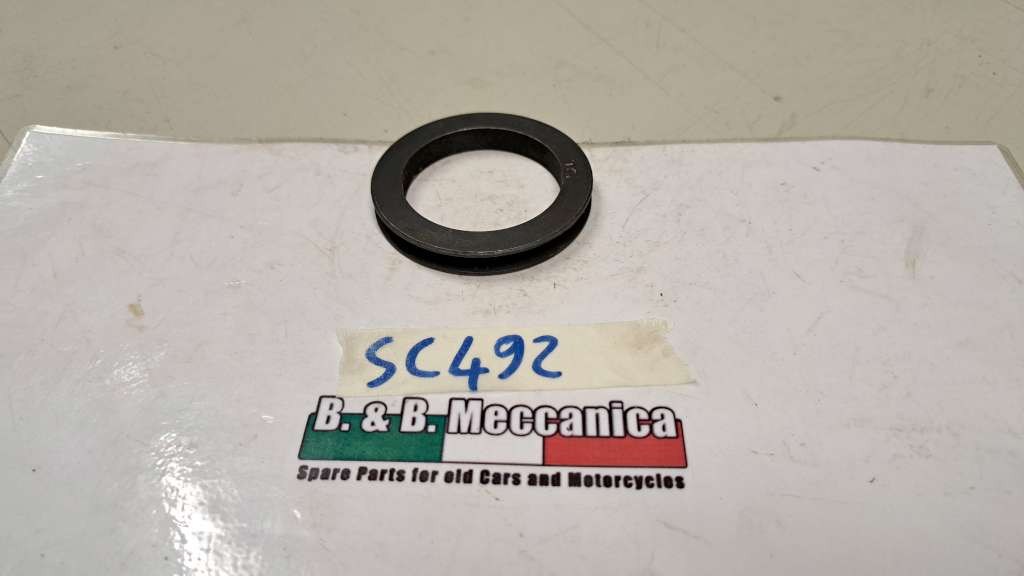 SC492
B. & B. Meccanica
Spare Parts for old Cars and Motorcycles